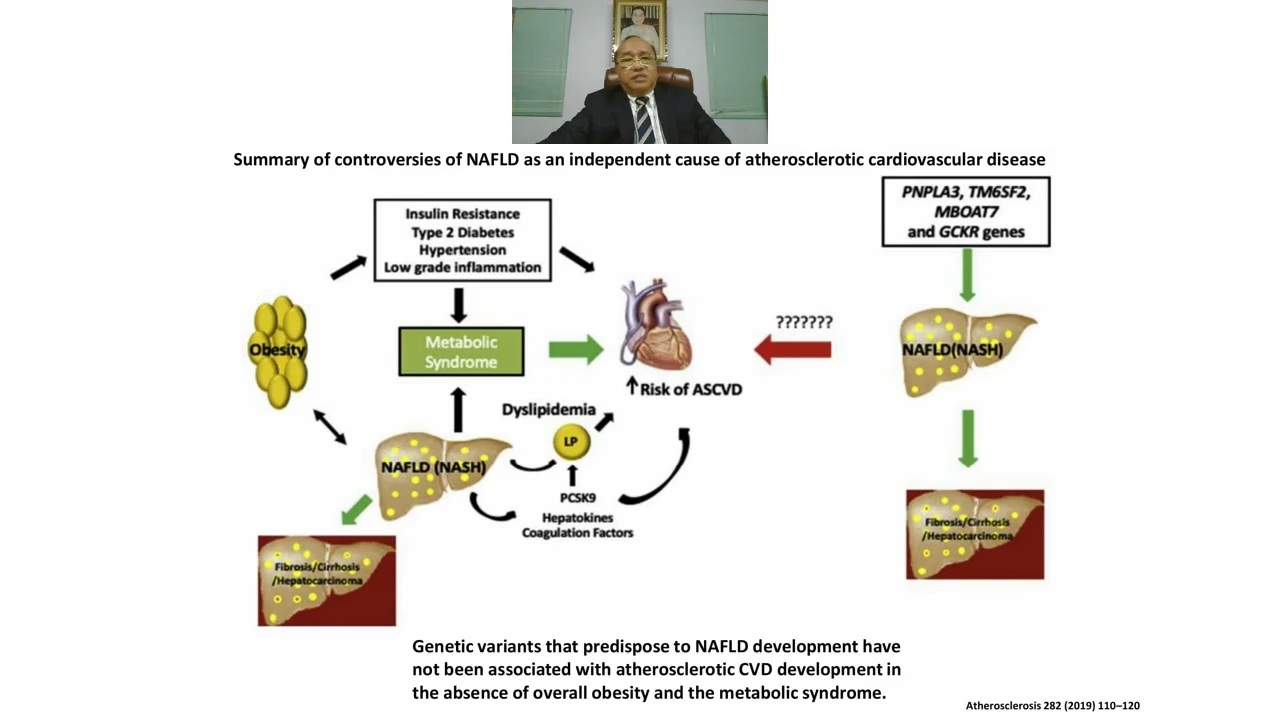 Summary of controversies of NAFLD as an independent cause of atherosclerotic cardiovascular disease
Insulin Resistance
Type 2 Diabetes
Hypertension
Low grade inflammation
PNPLA3, TM6SF2,
MBOAT7
and GCKR genes
Obesity
Metabolic
Syndrome
???????
NAFLD(NASH)
↑Risk of ASCVD
Dyslipidemia
LP
NAFLD (NASH)
PCSK9
Hepatokines
Coagulation Factors
Fibrosis/Cirrhosis
/Hepatocarcinoma
Fibrosis/Cirrhosis
/Hepatocarcinoma
Genetic variants that predispose to NAFLD development have
not been associated with atherosclerotic CVD development in
the absence of overall obesity and the metabolic syndrome.
Atherosclerosis 282 (2019) 110–120